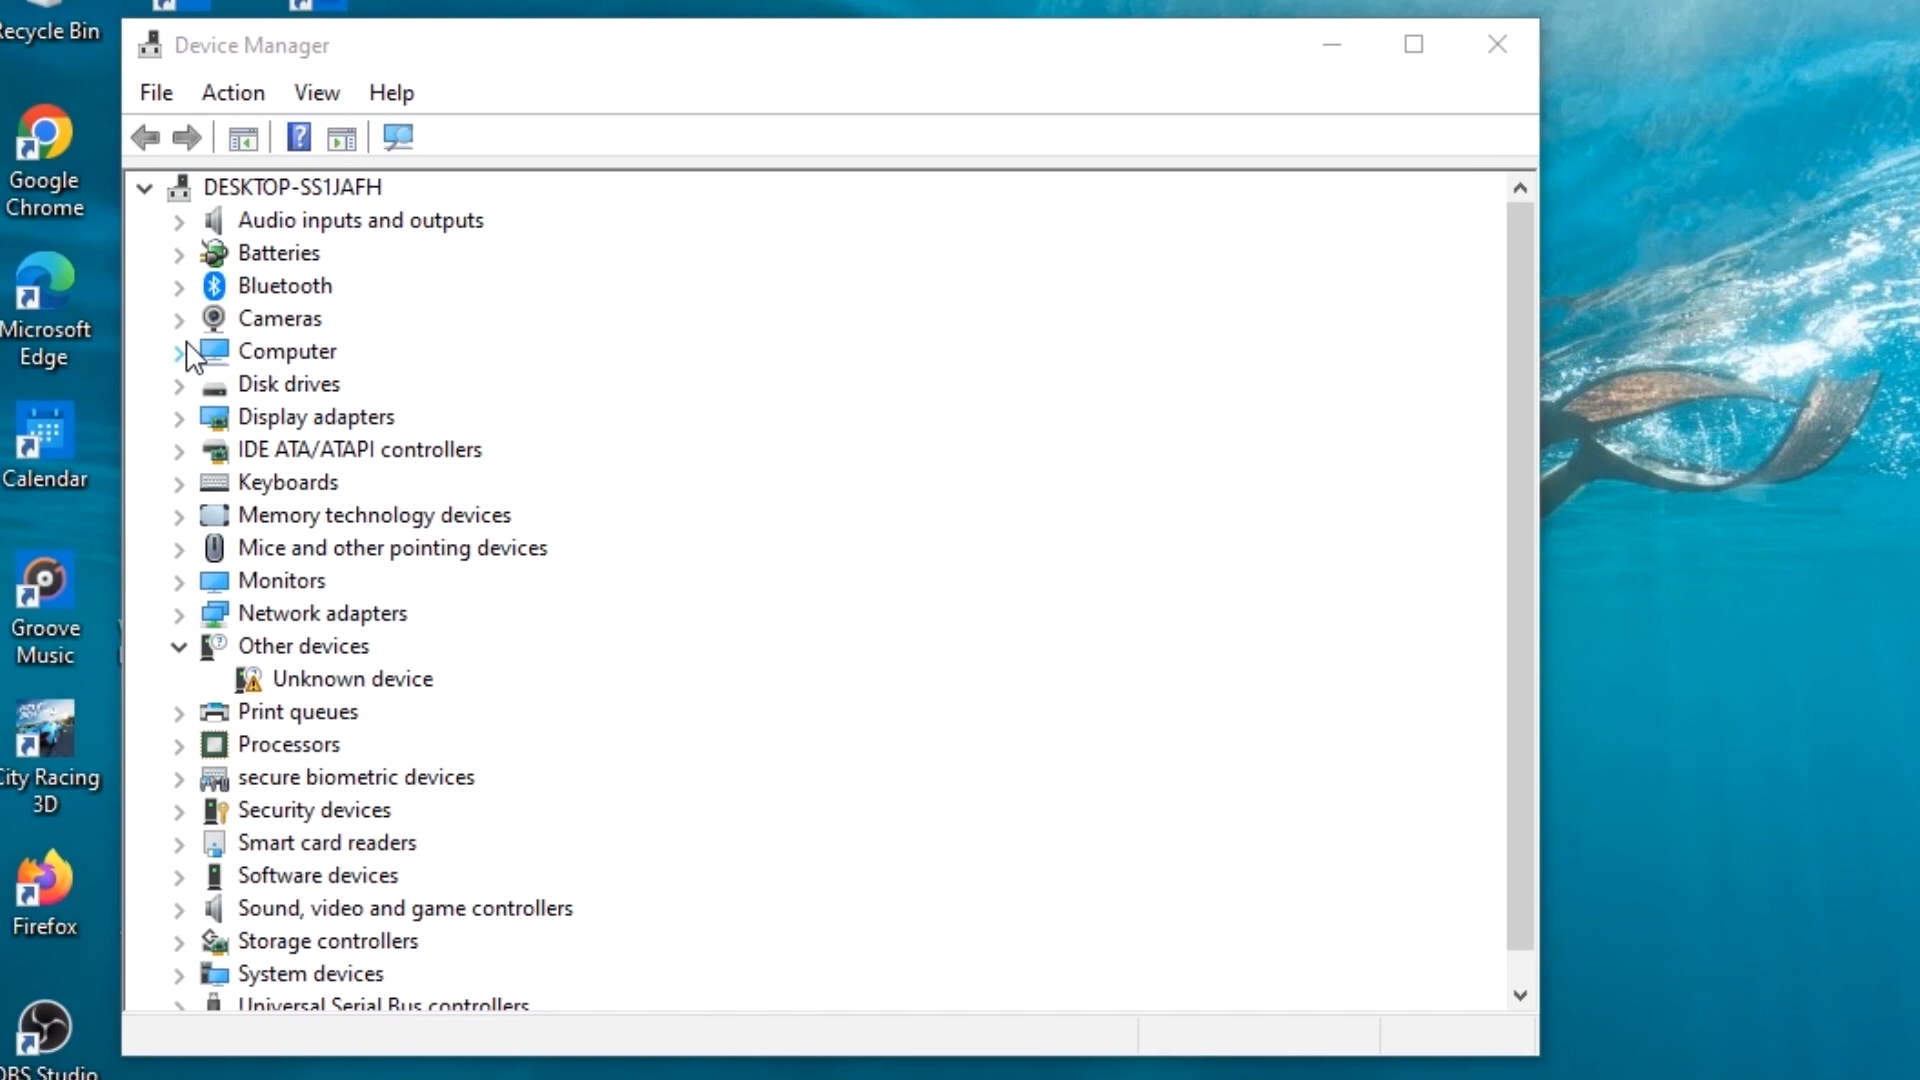 Recycle Bin
Google
Chrome
Microsoft
Edge
Calendar
Groove
Music
City Racing
3D
Firefox
OBS Studio
Device Manager
File Action View Help
DESKTOP-SS1JAFH
Audio inputs and outputs
Batteries
Bluetooth
Cameras
Computer
Disk drives
Display adapters
IDE ATA/ATAPI controllers
Keyboards
Memory technology devices
Mice and other pointing devices
Monitors
Network adapters
Other devices
Unknown device
Print queues
Processors
secure biometric devices
Security devices
Smart card readers
Software devices
Sound, video and game controllers
Storage controllers
System devices
Universal Serial Bus controllers